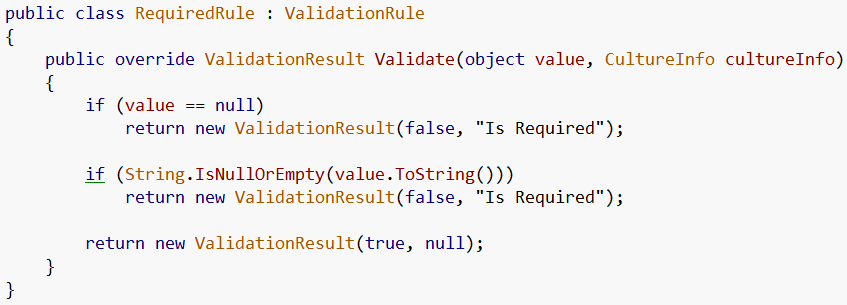 public class RequiredRule : ValidationRule
{
    public override ValidationResult Validate(object value, CultureInfo cultureInfo)
    {
        if (value == null)
            return new ValidationResult(false, "Is Required");

        if (String.IsNullOrEmpty(value.ToString()))
            return new ValidationResult(false, "Is Required");

        return new ValidationResult(true, null);
    }
}